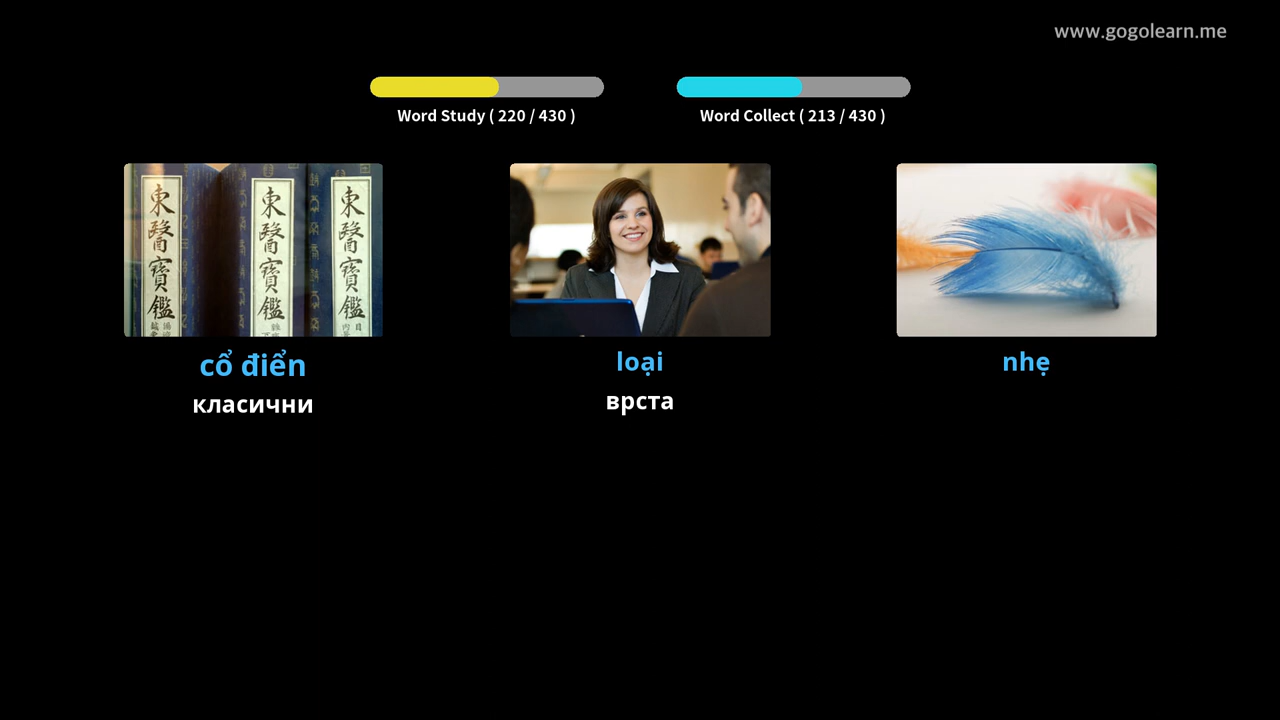 www.gogolearn.me
Word Study ( 220 / 430 )
Word Collect ( 213 / 430 )
東醫寶鑑
東醫寶鑑
東醫寶鑑
cổ điển
loại
nhẹ
класични
врста